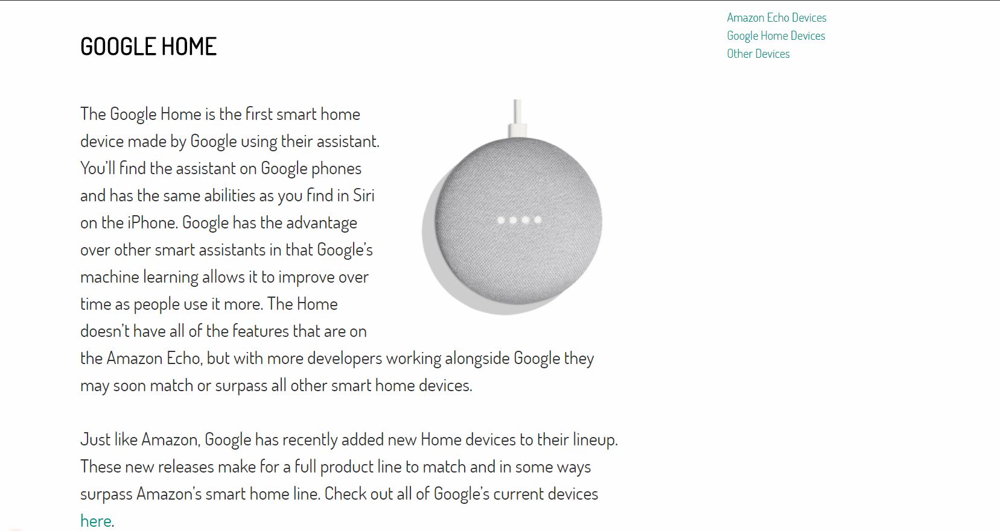 Amazon Echo Devices
Google Home Devices
Other Devices
GOOGLE HOME
The Google Home is the first smart home
device made by Google using their assistant.
You’ll find the assistant on Google phones
and has the same abilities as you find in Siri
on the iPhone. Google has the advantage
over other smart assistants in that Google’s
machine learning allows it to improve over
time as people use it more. The Home
doesn’t have all of the features that are on
the Amazon Echo, but with more developers working alongside Google they
may soon match or surpass all other smart home devices.
Just like Amazon, Google has recently added new Home devices to their lineup.
These new releases make for a full product line to match and in some ways
surpass Amazon’s smart home line. Check out all of Google’s current devices
here.